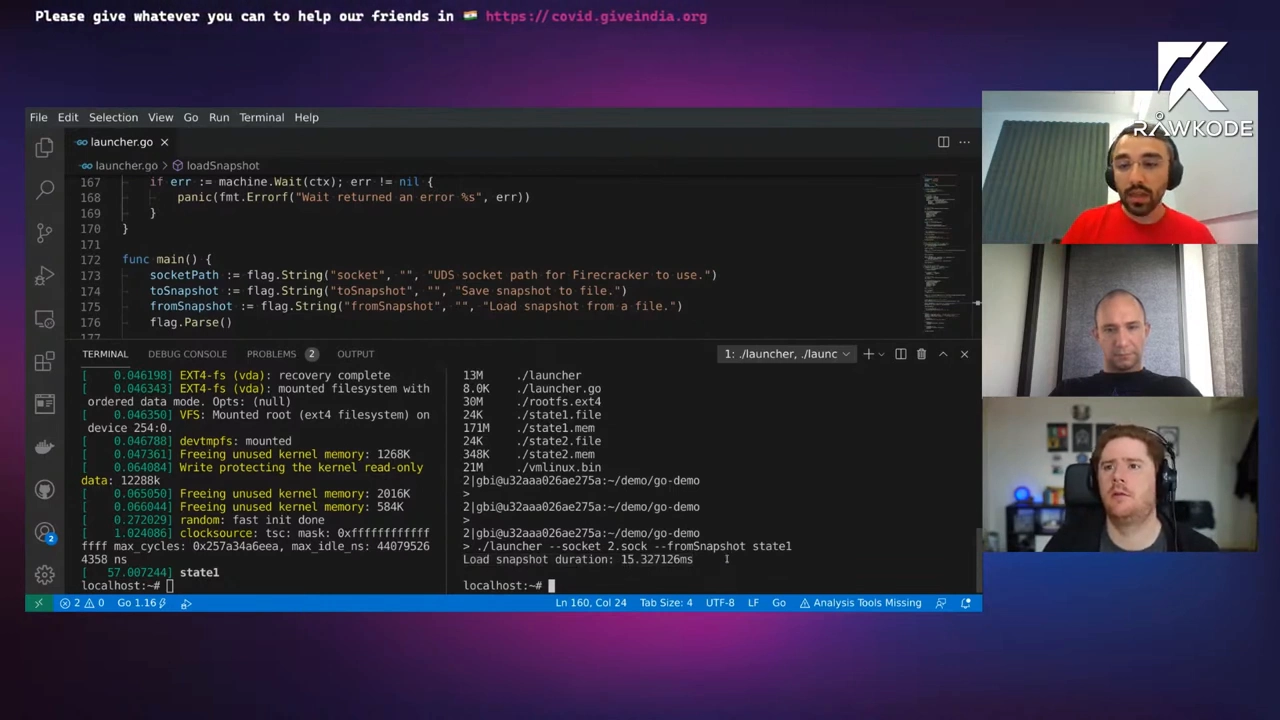 Please give whatever you can to help our friends in 🇮🇳 https://covid.giveindia.org
RAWKODE
File Edit Selection View Go Run Terminal Help
launcher.go
launcher.go > loadSnapshot
167 if err := machine.Wait(ctx); err != nil {
168 panic(fmt.Errorf("Wait returned an error %s", err))
169 }
170 }
171
172 func main() {
173 socketPath := flag.String("socket", "", "UDS socket path for Firecracker to use.")
174 toSnapshot := flag.String("toSnapshot", "", "Save snapshot to file.")
175 fromSnapshot := flag.String("fromSnapshot", "", "Load snapshot from a file.")
176 flag.Parse()
177
TERMINAL DEBUG CONSOLE PROBLEMS 2 OUTPUT 1: ./launcher, ./launc
[ 0.046198] EXT4-fs (vda): recovery complete
[ 0.046343] EXT4-fs (vda): mounted filesystem with
ordered data mode. Opts: (null)
[ 0.046350] VFS: Mounted root (ext4 filesystem) on
device 254:0.
[ 0.046788] devtmpfs: mounted
[ 0.047361] Freeing unused kernel memory: 1268K
[ 0.064084] Write protecting the kernel read-only
data: 12288k
[ 0.065050] Freeing unused kernel memory: 2016K
[ 0.066044] Freeing unused kernel memory: 584K
[ 0.272029] random: fast init done
[ 1.024086] clocksource: tsc: mask: 0xffffffffffff
ffff max_cycles: 0x257a34a6eea, max_idle_ns: 44079526
4358 ns
[ 57.007244] state1
localhost:~#
13M ./launcher
8.0K ./launcher.go
30M ./rootfs.ext4
24K ./state1.file
171M ./state1.mem
24K ./state2.file
348K ./state2.mem
21M ./vmlinux.bin
2|gbi@u32aaa026ae275a:~/demo/go-demo
>
2|gbi@u32aaa026ae275a:~/demo/go-demo
>
2|gbi@u32aaa026ae275a:~/demo/go-demo
> ./launcher --socket 2.sock --fromSnapshot state1
Load snapshot duration: 15.327126ms
localhost:~#
2 0 Go 1.16 Ln 160, Col 24 Tab Size: 4 UTF-8 LF Go Analysis Tools Missing
2